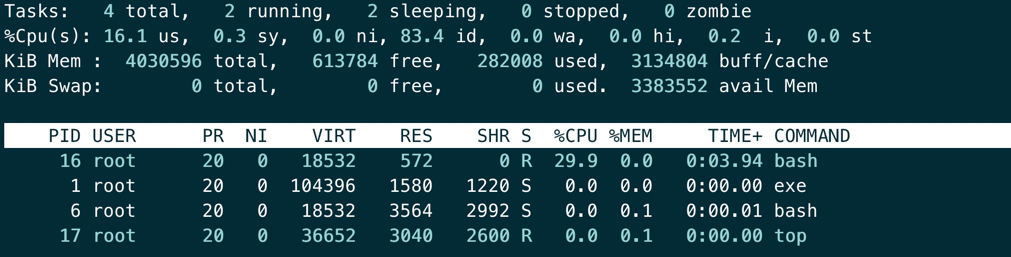 Tasks:   4 total,   2 running,   2 sleeping,   0 stopped,   0 zombie
%Cpu(s): 16.1 us,  0.3 sy,  0.0 ni, 83.4 id,  0.0 wa,  0.0 hi,  0.2  i,  0.0 st
KiB Mem :  4030596 total,   613784 free,   282008 used,  3134804 buff/cache
KiB Swap:        0 total,        0 free,        0 used.  3383552 avail Mem
PID USER      PR  NI    VIRT    RES    SHR S  %CPU %MEM     TIME+ COMMAND
16 root      20   0   18532    572      0 R  29.9  0.0   0:03.94 bash
1 root      20   0  104396   1580   1220 S   0.0  0.0   0:00.00 exe
6 root      20   0   18532   3564   2992 S   0.0  0.1   0:00.01 bash
17 root      20   0   36652   3040   2600 R   0.0  0.1   0:00.00 top